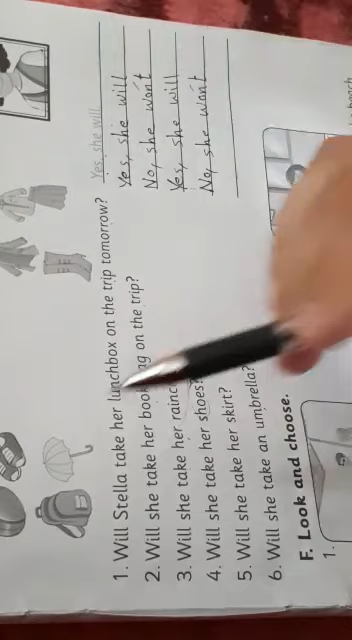 1. Will Stella take her lunchbox on the trip tomorrow? Yes, she will
2. Will she take her on the trip? Yes, she will
3. Will she take her No, she won't
4. Will she take her shoes? Yes, she will
5. Will she take her skirt? No, she won't
6. Will she take an umbrella?
F. Look and choose.
1.
beach